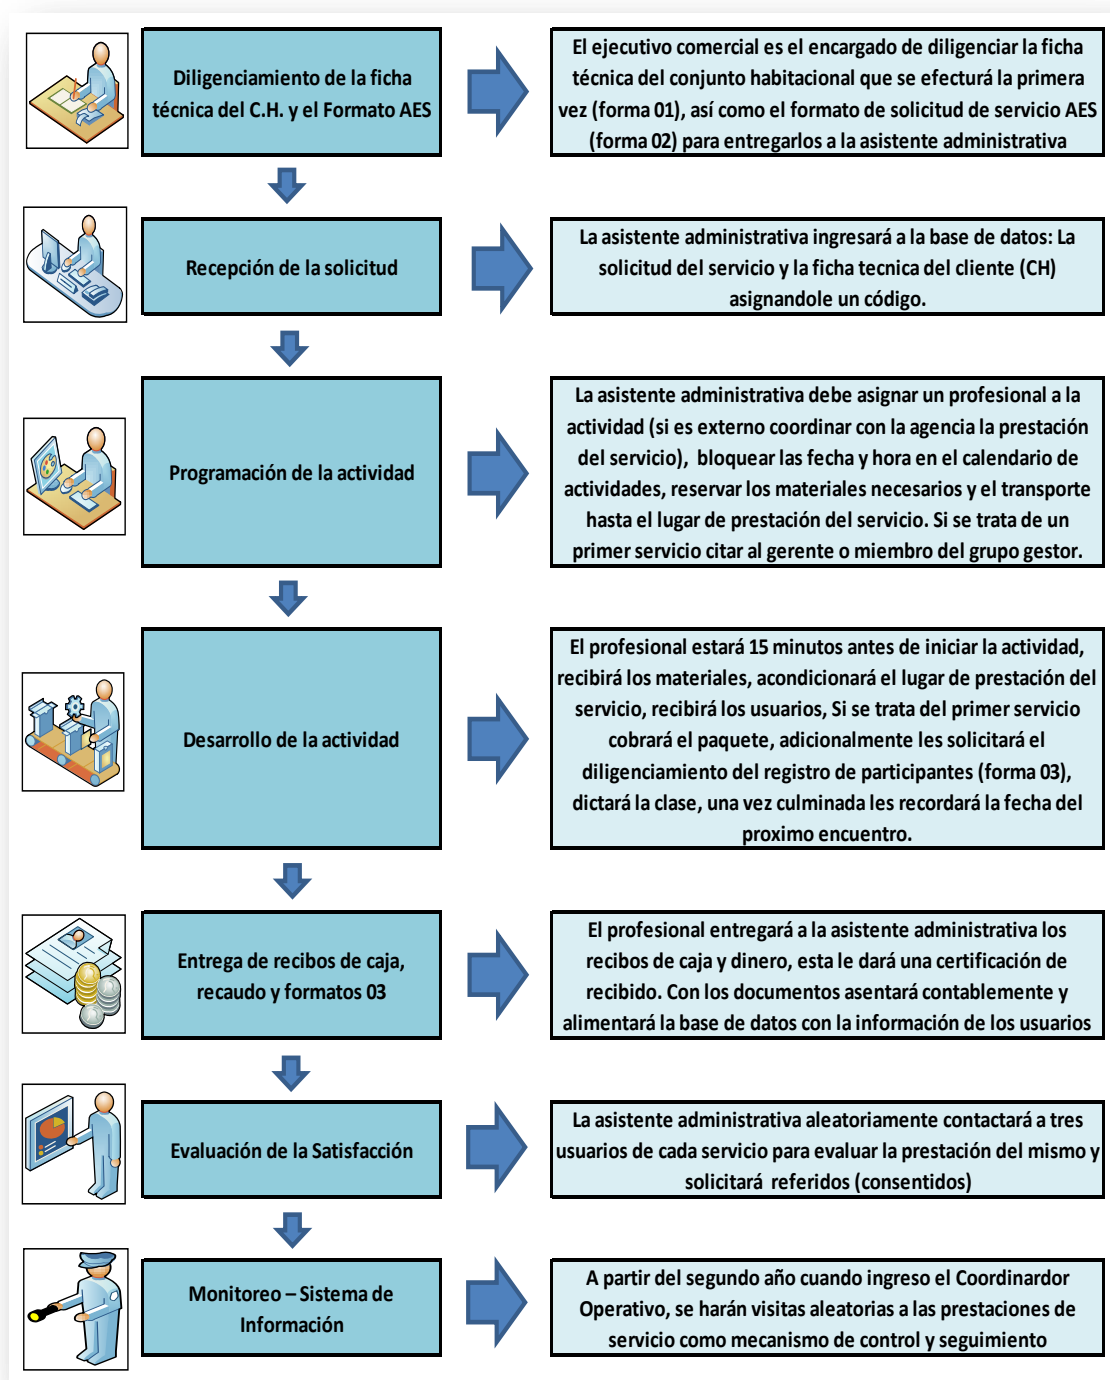 Diligenciamiento de la ficha
técnica del C.H. y el Formato AES
El ejecutivo comercial es el encargado de diligenciar la ficha
técnica del conjunto habitacional que se efecturá la primera
vez (forma 01), así como el formato de solicitud de servicio AES
(forma 02) para entregarlos a la asistente administrativa
Recepción de la solicitud
La asistente administrativa ingresará a la base de datos: La
solicitud del servicio y la ficha tecnica del cliente (CH)
asignandole un código.
Programación de la actividad
La asistente administrativa debe asignar un profesional a la
actividad (si es externo coordinar con la agencia la prestación
del servicio), bloquear las fecha y hora en el calendario de
actividades, reservar los materiales necesarios y el transporte
hasta el lugar de prestación del servicio. Si se trata de un
primer servicio citar al gerente o miembro del grupo gestor.
Desarrollo de la actividad
El profesional estará 15 minutos antes de iniciar la actividad,
recibirá los materiales, acondicionará el lugar de prestación del
servicio, recibirá los usuarios, Si se trata del primer servicio
cobrará el paquete, adicionalmente les solicitará el
diligenciamiento del registro de participantes (forma 03),
dictará la clase, una vez culminada les recordará la fecha del
proximo encuentro.
Entrega de recibos de caja,
recaudo y formatos 03
El profesional entregará a la asistente administrativa los
recibos de caja y dinero, esta le dará una certificación de
recibido. Con los documentos asentará contablemente y
alimentará la base de datos con la información de los usuarios
Evaluación de la Satisfacción
La asistente administrativa aleatoriamente contactará a tres
usuarios de cada servicio para evaluar la prestación del mismo y
solicitará referidos (consentidos)
Monitoreo – Sistema de
Información
A partir del segundo año cuando ingreso el Coordinardor
Operativo, se harán visitas aleatorias a las prestaciones de
servicio como mecanismo de control y seguimiento